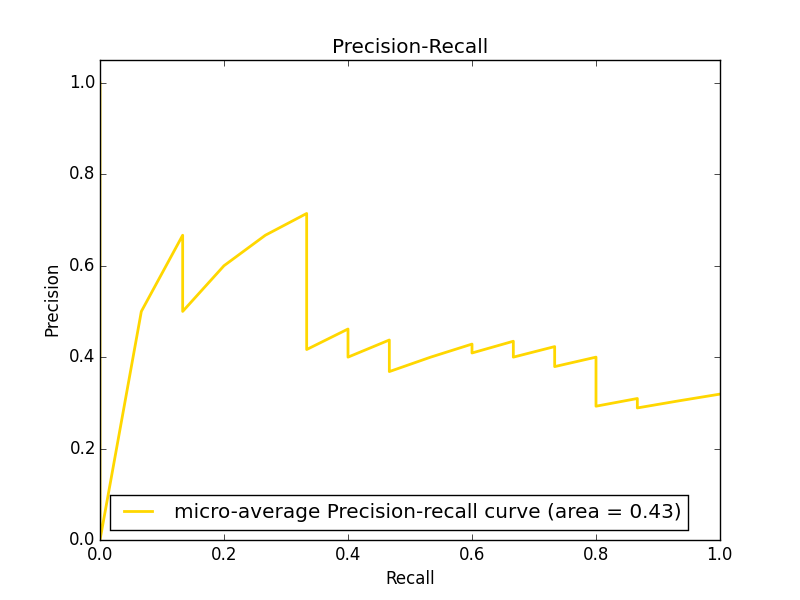 Precision-Recall
1.0
0.8
0.6
0.4
0.2
0.0
Precision
micro-average Precision-recall curve (area = 0.43)
0.0 0.2 0.4 0.6 0.8 1.0
Recall